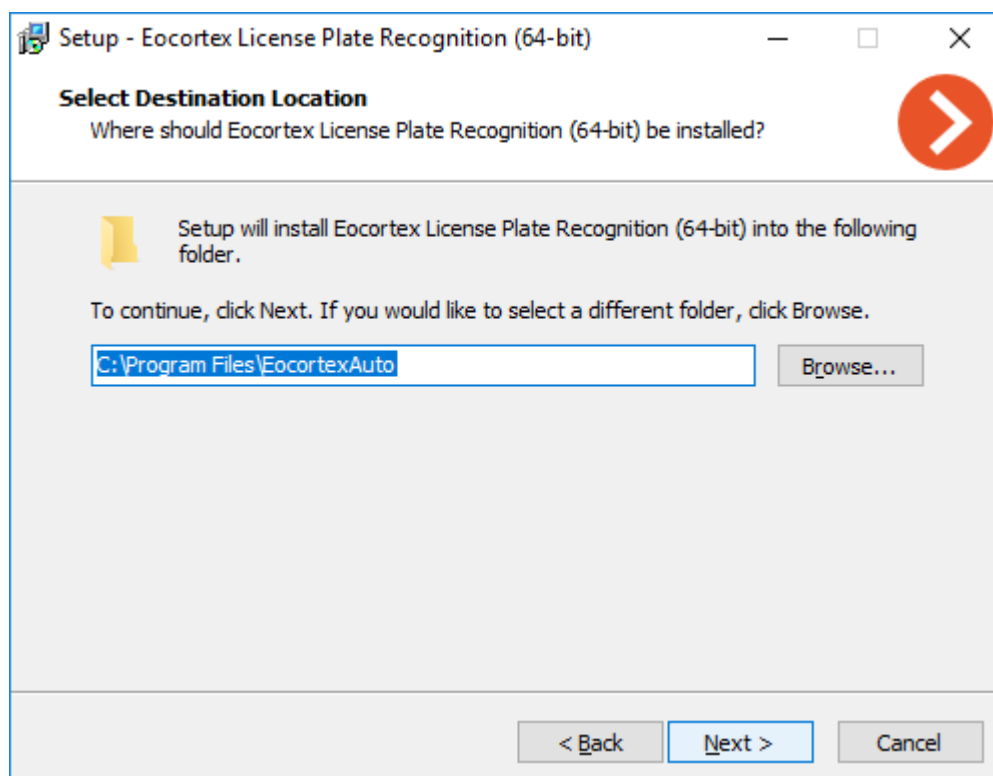 Setup - Eocortex License Plate Recognition (64-bit)
Select Destination Location
Where should Eocortex License Plate Recognition (64-bit) be installed?
Setup will install Eocortex License Plate Recognition (64-bit) into the following
folder.
To continue, click Next. If you would like to select a different folder, click Browse.
C:\Program Files\EocortexAuto
Browse...
< Back
Next >
Cancel